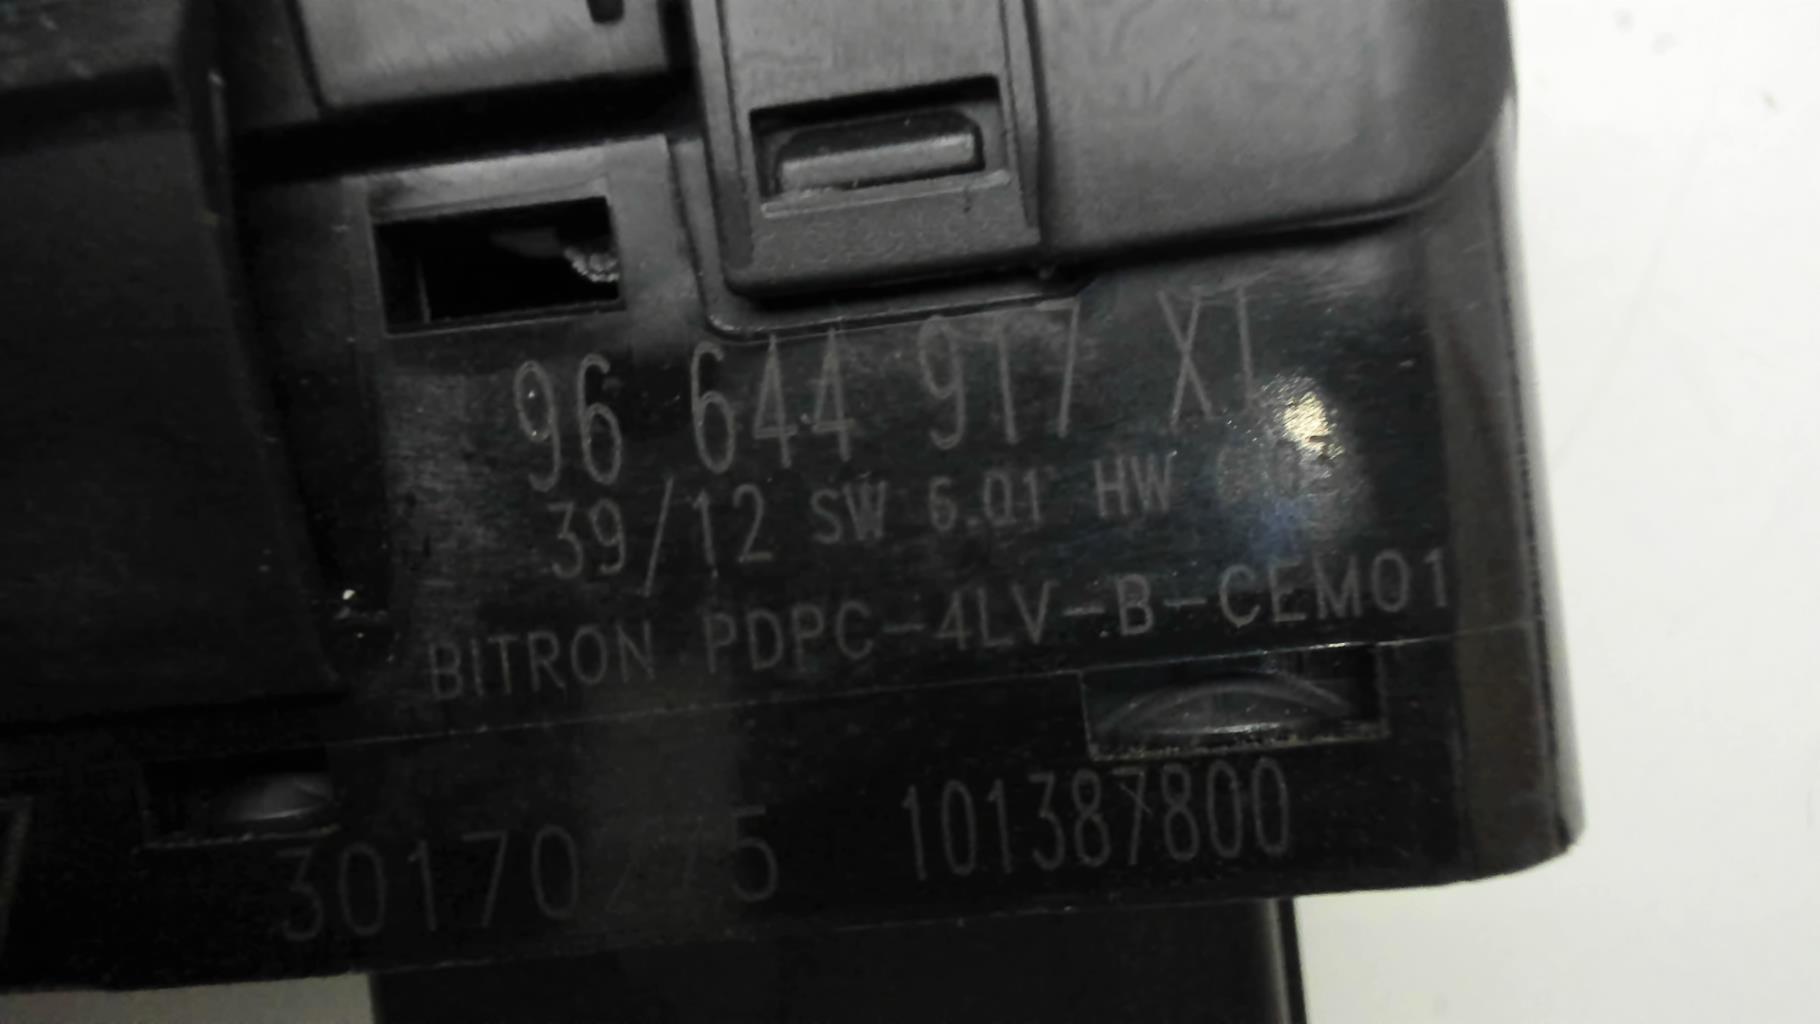 96 644 917 XT
39/12 SW 6.01 HW
BITRON PDPC-4LV-B-CEM01
101387800